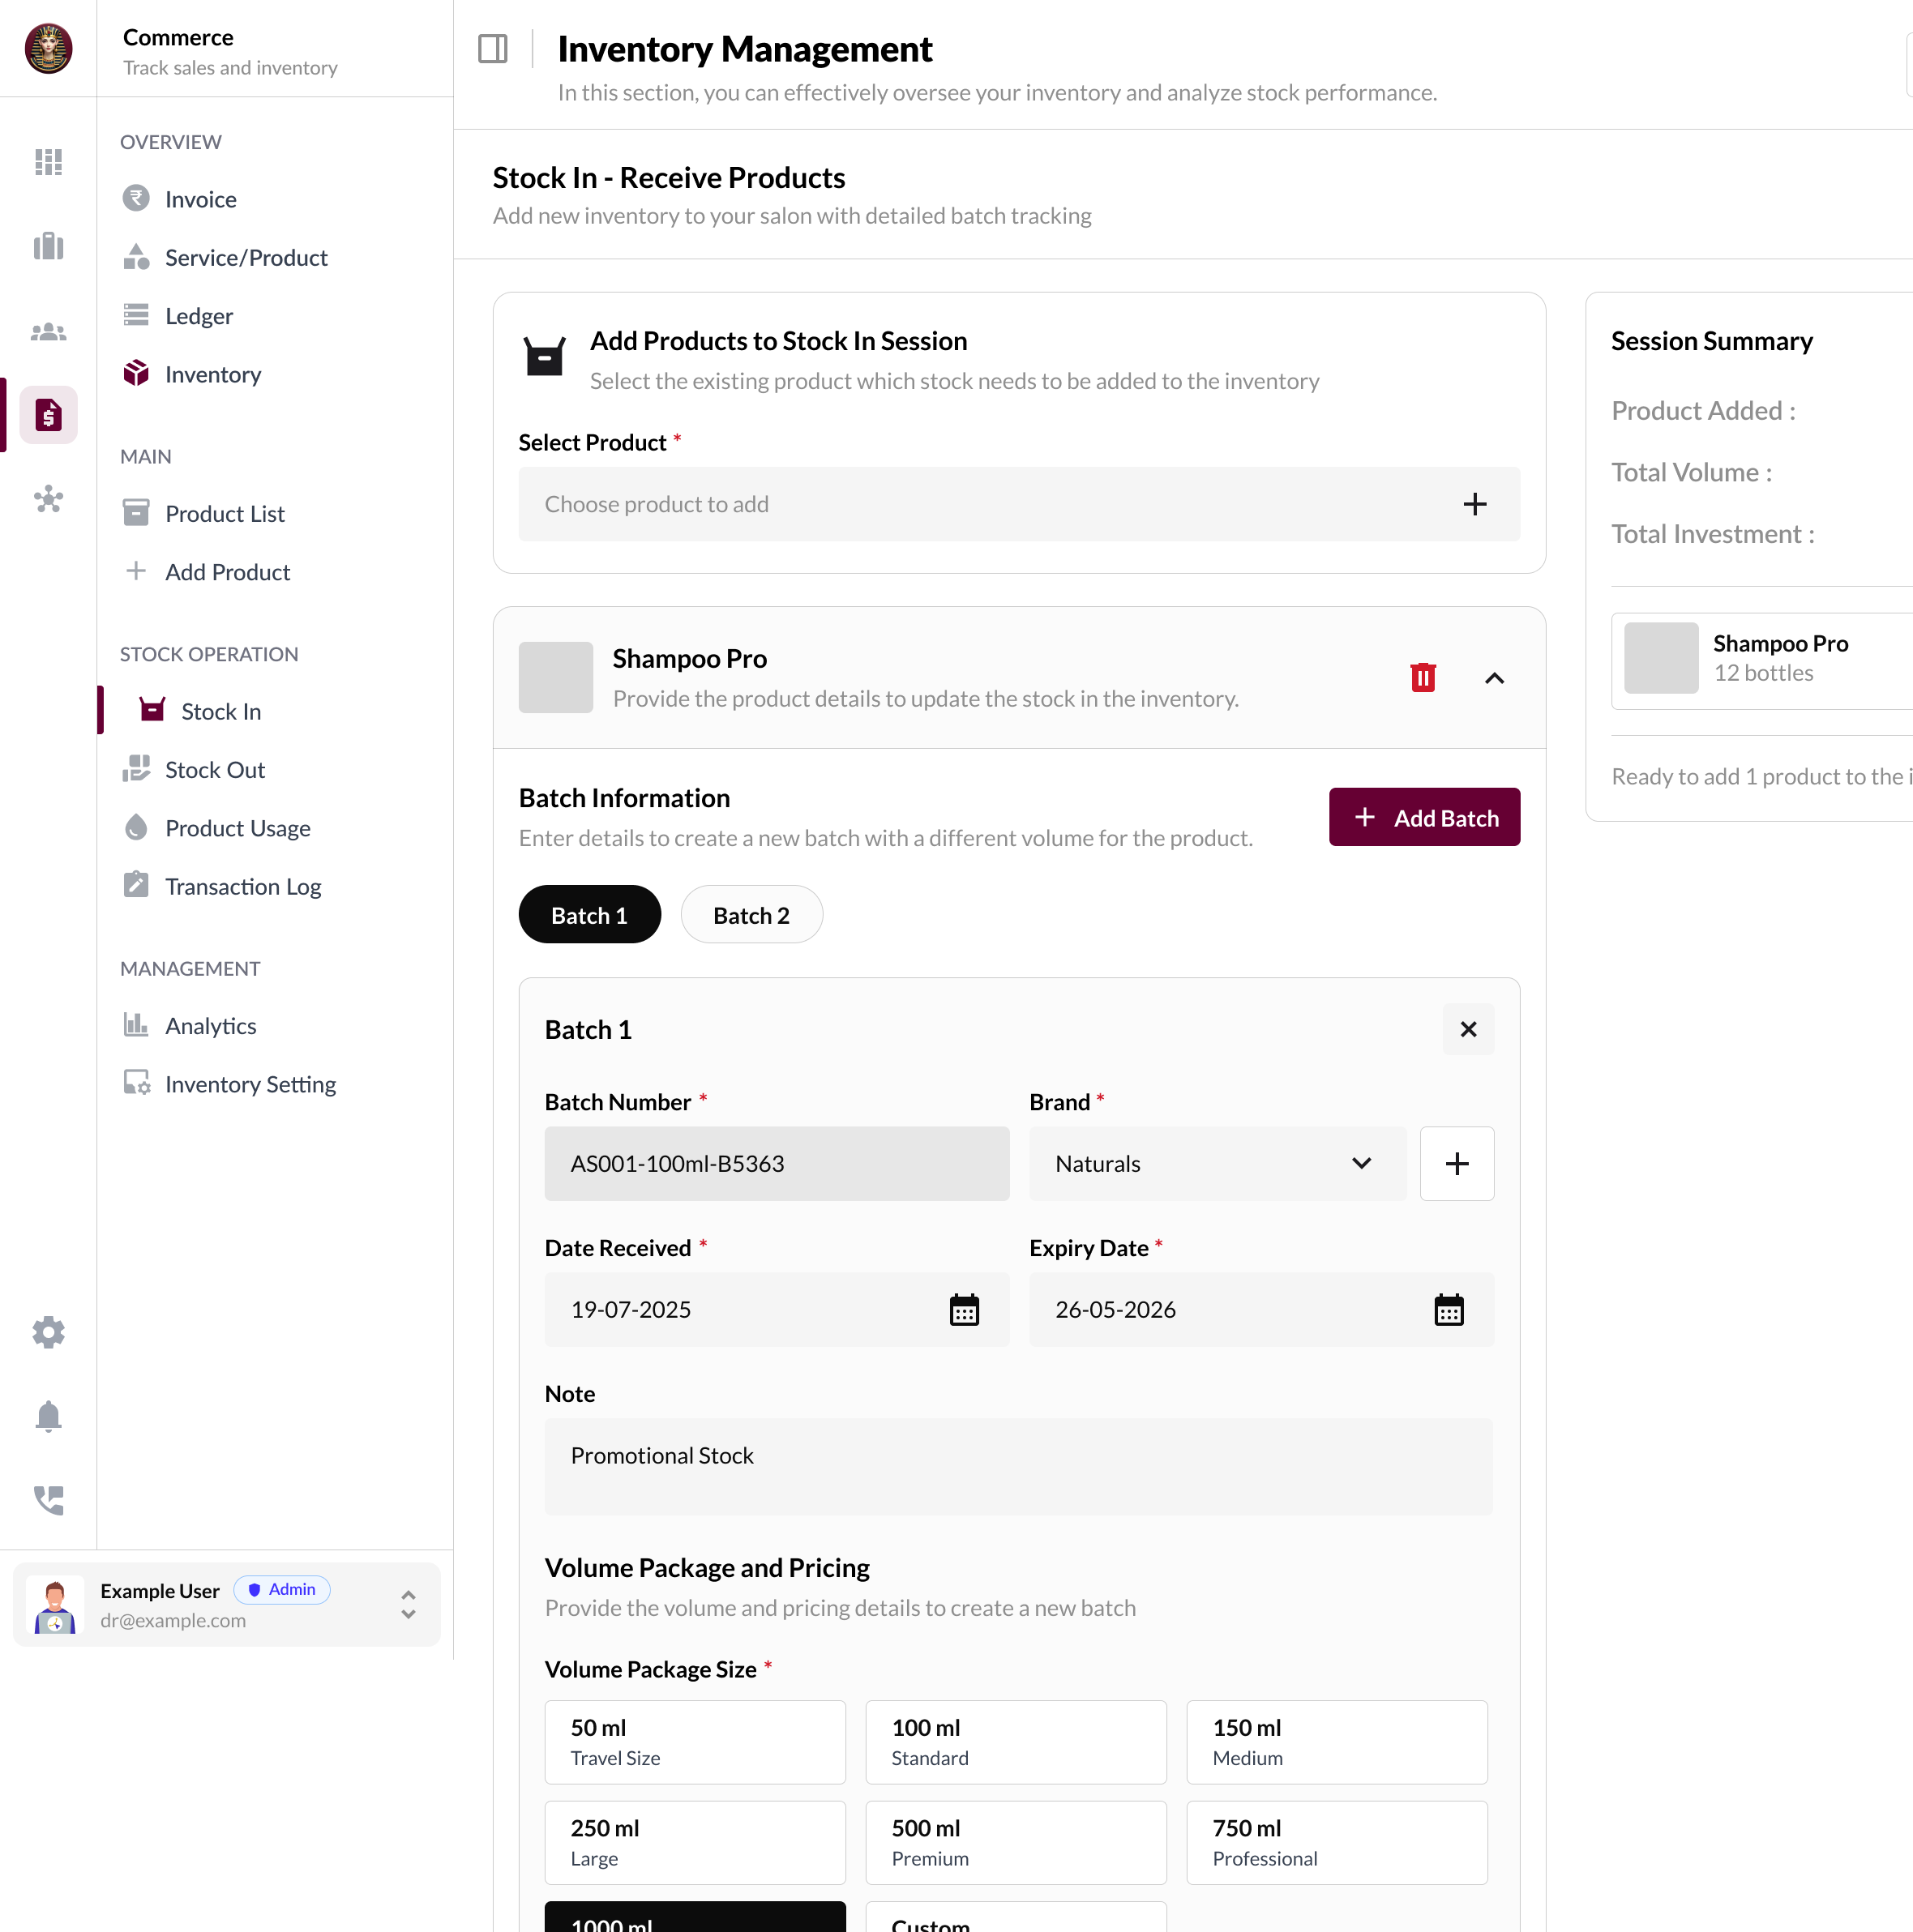 Commerce
Track sales and inventory
OVERVIEW
Invoice
Service/Product
Ledger
Inventory
MAIN
Product List
Add Product
STOCK OPERATION
Stock In
Stock Out
Product Usage
Transaction Log
MANAGEMENT
Analytics
Inventory Setting
Example User
Admin
dr@example.com
Inventory Management
In this section, you can effectively oversee your inventory and analyze stock performance.
Stock In - Receive Products
Add new inventory to your salon with detailed batch tracking
Add Products to Stock In Session
Select the existing product which stock needs to be added to the inventory
Select Product *
Choose product to add
Shampoo Pro
Provide the product details to update the stock in the inventory.
Batch Information
Enter details to create a new batch with a different volume for the product.
Add Batch
Batch 1
Batch 2
Batch 1
Batch Number *
Brand *
AS001-100ml-B5363
Naturals
Date Received *
Expiry Date *
19-07-2025
26-05-2026
Note
Promotional Stock
Volume Package and Pricing
Provide the volume and pricing details to create a new batch
Volume Package Size *
50 ml
Travel Size
100 ml
Standard
150 ml
Medium
250 ml
Large
500 ml
Premium
750 ml
Professional
1000 ml
Custom
Session Summary
Product Added :
Total Volume :
Total Investment :
Shampoo Pro
12 bottles
Ready to add 1 product to the